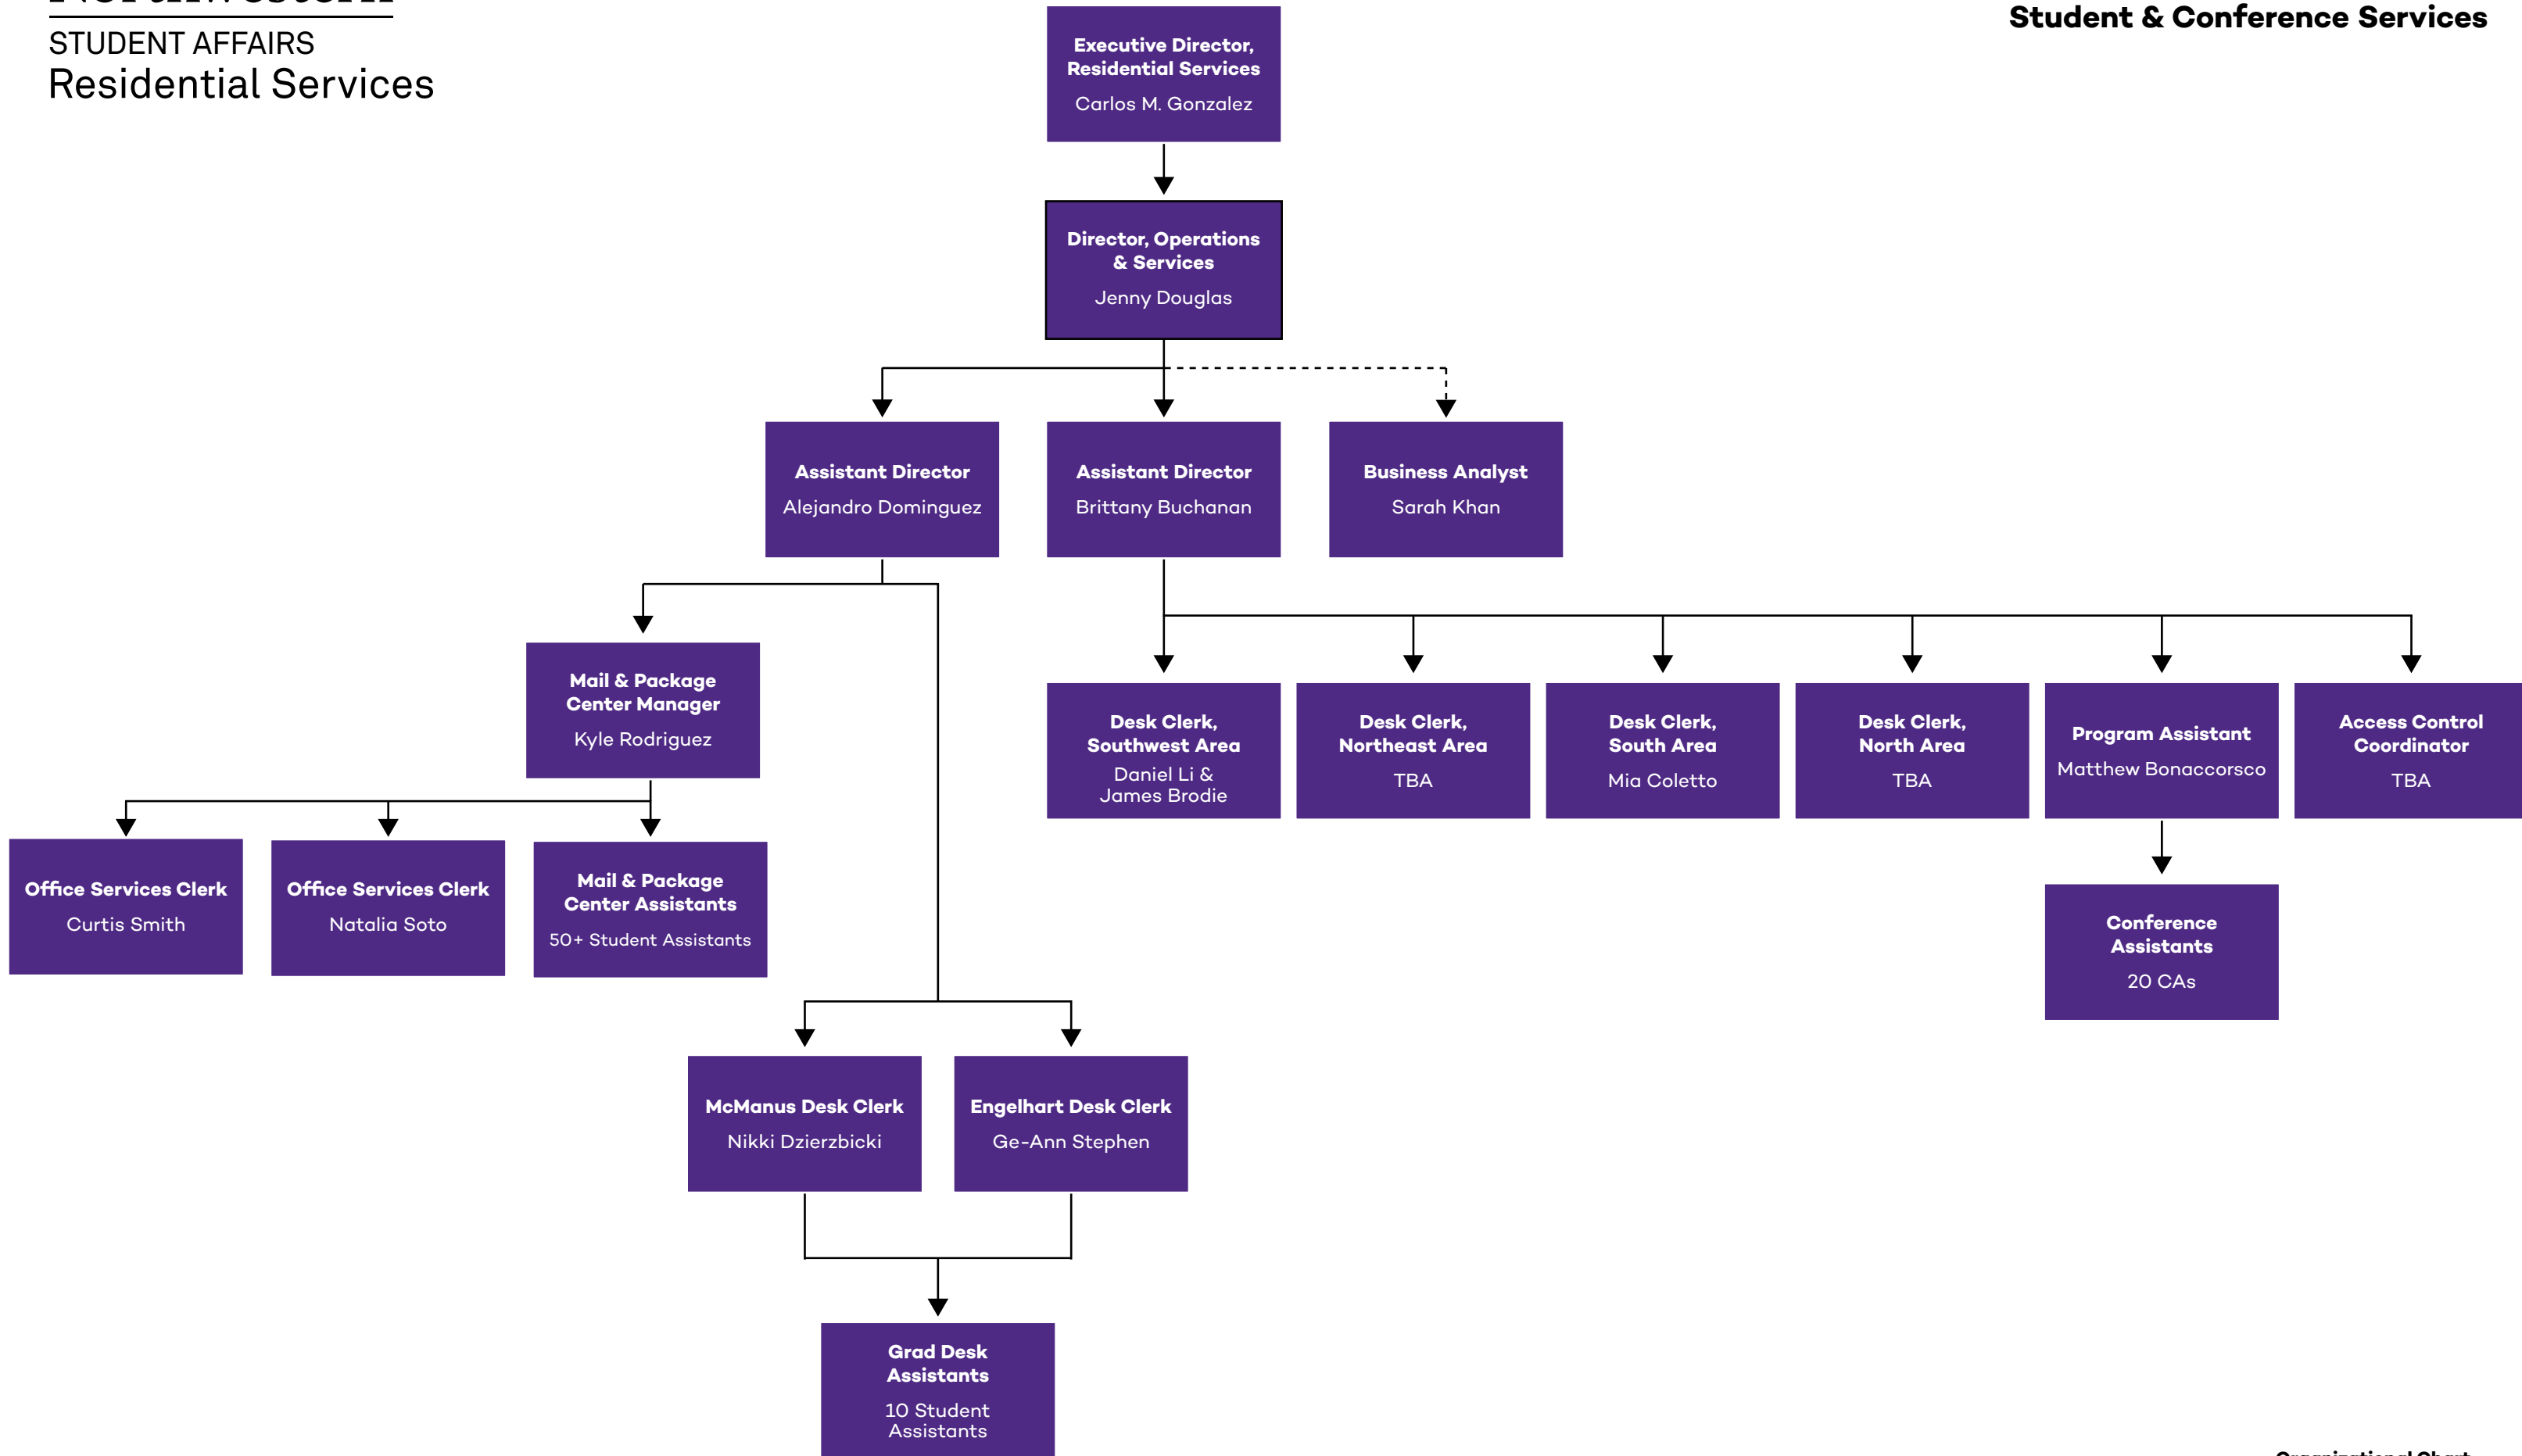 STUDENT AFFAIRS
Residential Services
Student & Conference Services
Executive Director,
Residential Services
Carlos M. Gonzalez
Director, Operations
& Services
Jenny Douglas
Assistant Director
Alejandro Dominguez
Assistant Director
Brittany Buchanan
Business Analyst
Sarah Khan
Mail & Package
Center Manager
Kyle Rodriguez
Desk Clerk,
Southwest Area
Daniel Li &
James Brodie
Desk Clerk,
Northeast Area
TBA
Desk Clerk,
South Area
Mia Coletto
Desk Clerk,
North Area
TBA
Program Assistant
Matthew Bonaccorsco
Access Control
Coordinator
TBA
Office Services Clerk
Curtis Smith
Office Services Clerk
Natalia Soto
Mail & Package
Center Assistants
50+ Student Assistants
Conference
Assistants
20 CAs
McManus Desk Clerk
Nikki Dzierzbicki
Engelhart Desk Clerk
Ge-Ann Stephen
Grad Desk
Assistants
10 Student
Assistants